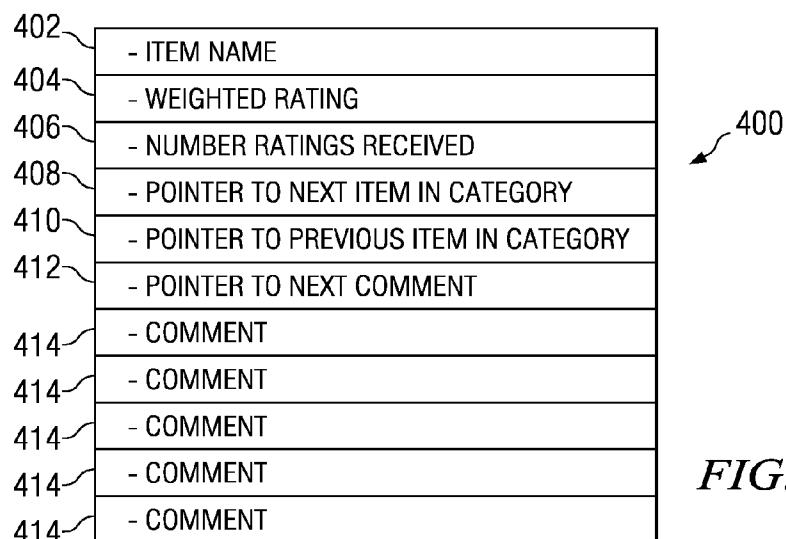 402 - ITEM NAME
404 - WEIGHTED RATING
406 - NUMBER RATINGS RECEIVED
400
408 - POINTER TO NEXT ITEM IN CATEGORY
410 - POINTER TO PREVIOUS ITEM IN CATEGORY
412 - POINTER TO NEXT COMMENT
414 - COMMENT
414 - COMMENT
414 - COMMENT
414 - COMMENT
FIG.
414 - COMMENT